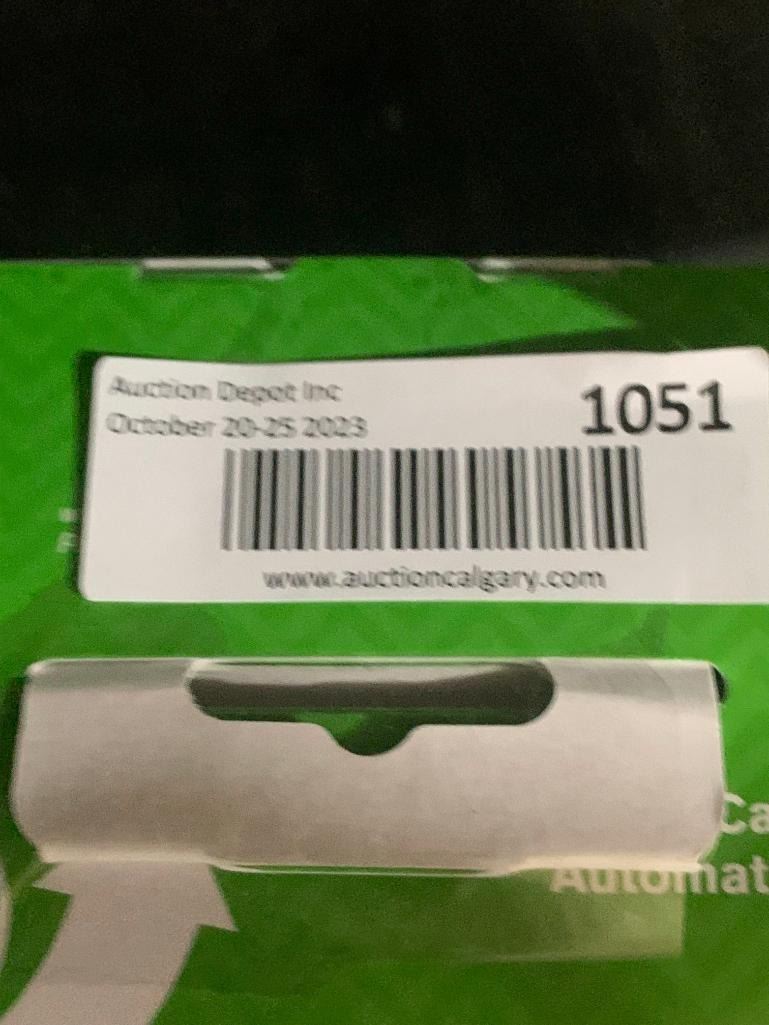 Auction Depot Inc
October 20-25 2023
1051
www.auctioncalgary.com